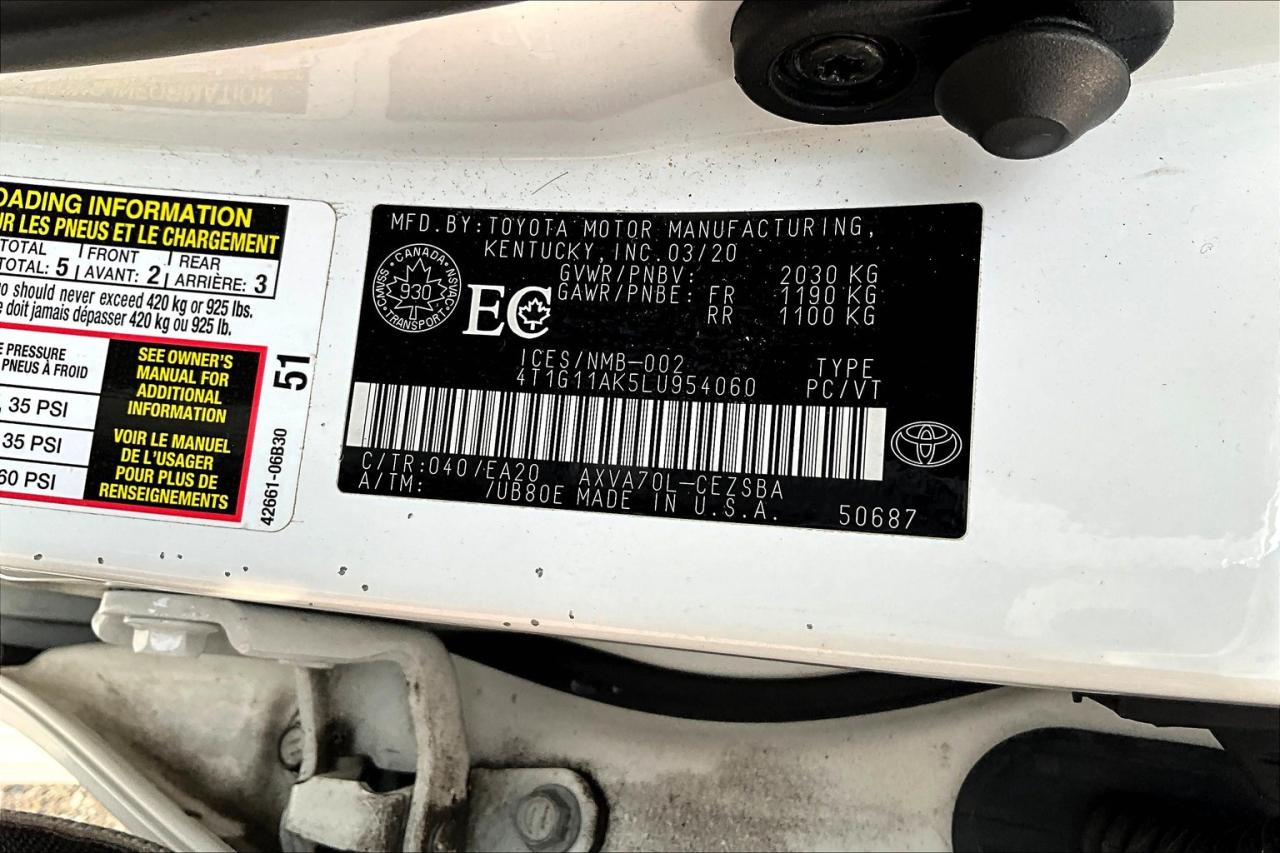 OADING INFORMATION
R LES PNEUS ET LE CHARGEMENT
TOTAL FRONT REAR
TOTAL: 5 AVANT: 2 ARRIÈRE: 3
o should never exceed 420 kg or 925 lbs.
e doit jamais dépasser 420 kg ou 925 lb.
E PRESSURE
PNEUS À FROID
, 35 PSI
35 PSI
60 PSI
SEE OWNER'S
MANUAL FOR
ADDITIONAL
INFORMATION
VOIR LE MANUEL
DE L'USAGER
POUR PLUS DE
RENSEIGNEMENTS
51
42661-06B30
MFD.BY:TOYOTA MOTOR MANUFACTURING,
KENTUCKY, INC.03/20
GVWR/PNBV: 2030 KG
GAWR/PNBE: FR 1190 KG
RR 1100 KG
CANADA
CMVSS
NSVAC
930
TRANSPORT
EC
ICES/NMB-002 TYPE
4T1G11AK5LU954060 PC/VT
C/TR:040/EA20 AXVA70L-CEZSBA
A/TM: /UB80E MADE IN U.S.A.
50687